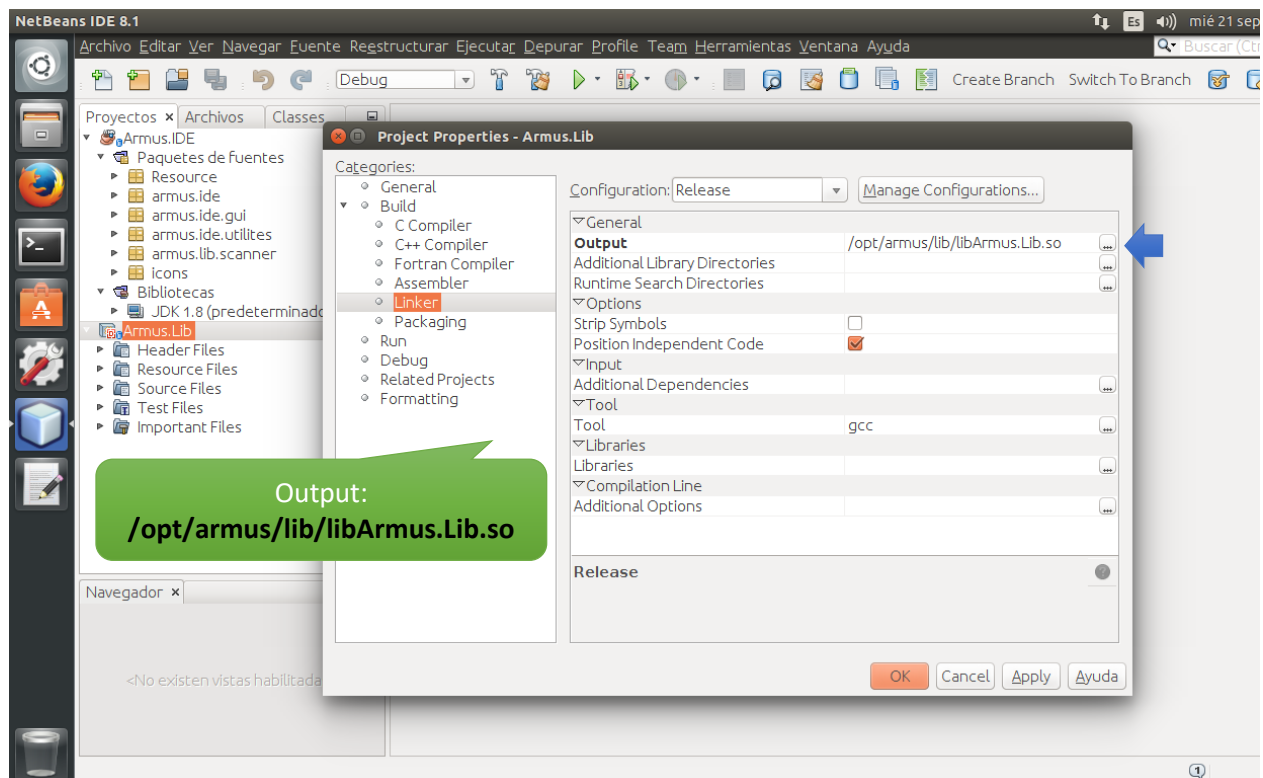 NetBeans IDE 8.1
Es
mié 21 sep
Archivo Editar Ver Navegar Fuente Reestructurar Ejecutar Depurar Profile Team Herramientas Ventana Ayuda
Buscar (Ctr
Debug
Create Branch
Switch To Branch
Proyectos
Archivos
Classes
Armus.IDE
Paquetes de fuentes
Resource
armus.ide
armus.ide.gui
armus.ide.utilites
armus.lib.scanner
icons
Bibliotecas
JDK 1.8 (predeterminado
Armus.Lib
Header Files
Resource Files
Source Files
Test Files
Important Files
Navegador
<No existen vistas habilitada
Project Properties - Armus.Lib
Categories:
General
Build
C Compiler
C++ Compiler
Fortran Compiler
Assembler
Linker
Packaging
Run
Debug
Related Projects
Formatting
Configuration: Release
Manage Configurations...
General
Output /opt/armus/lib/libArmus.Lib.so ...
Additional Library Directories ...
Runtime Search Directories ...
Options
Strip Symbols
Position Independent Code
Input
Additional Dependencies ...
Tool
Tool gcc ...
Libraries
Libraries ...
Compilation Line
Additional Options ...
Release
?
OK
Cancel
Apply
Ayuda
Output:
/opt/armus/lib/libArmus.Lib.so
1